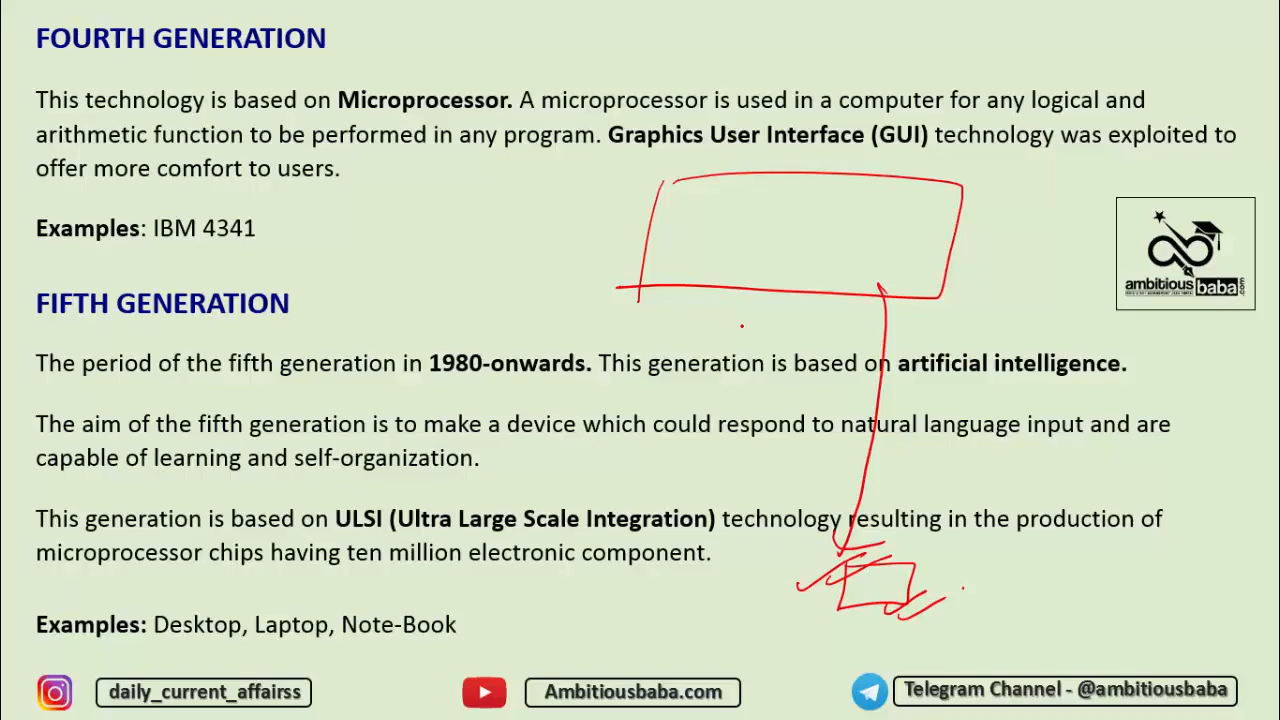 FOURTH GENERATION
This technology is based on Microprocessor. A microprocessor is used in a computer for any logical and
arithmetic function to be performed in any program. Graphics User Interface (GUI) technology was exploited to
offer more comfort to users.
Examples: IBM 4341
ambitiousbaba.com
FIFTH GENERATION
The period of the fifth generation in 1980-onwards. This generation is based on artificial intelligence.
The aim of the fifth generation is to make a device which could respond to natural language input and are
capable of learning and self-organization.
This generation is based on ULSI (Ultra Large Scale Integration) technology resulting in the production of
microprocessor chips having ten million electronic component.
Examples: Desktop, Laptop, Note-Book
daily_current_affairss
Ambitiousbaba.com
Telegram Channel - @ambitiousbaba